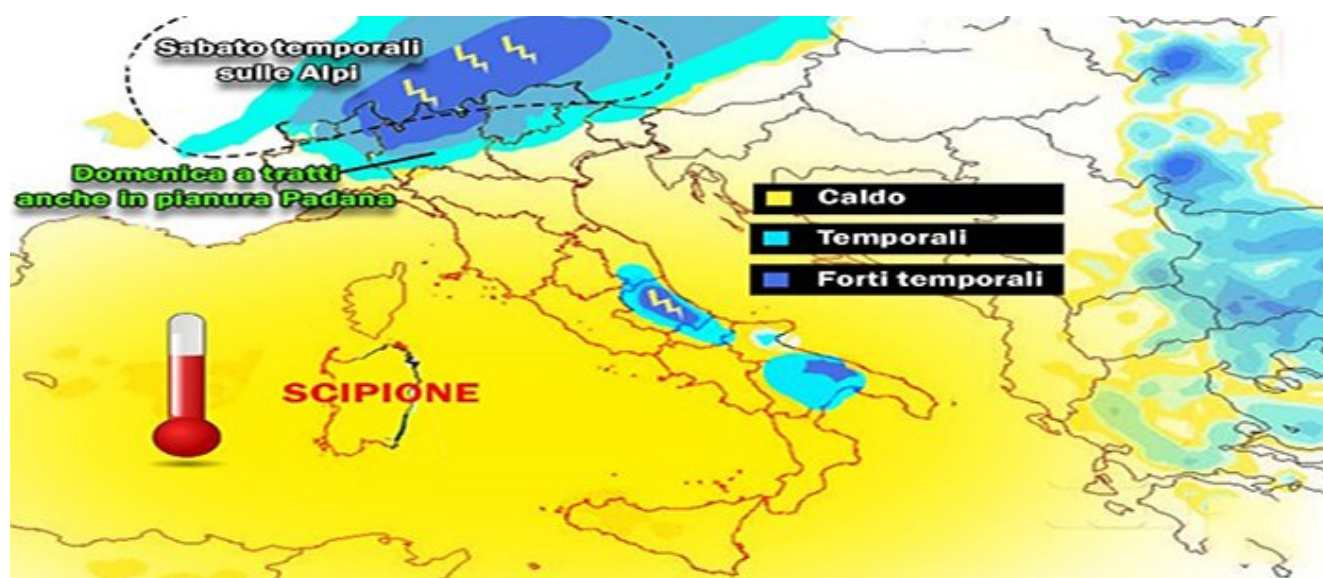 Sabato temporali
sulle Alpi
Domenica a tratti
anche in pianura Padana
Caldo
Temporali
Forti temporali
SCIPIONE